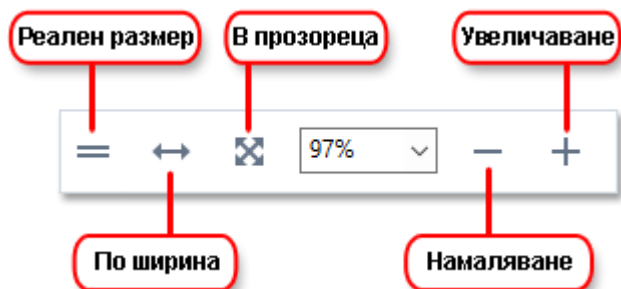 Реален размер
В прозореца
Увеличаване
97%
По ширина
Намаляване